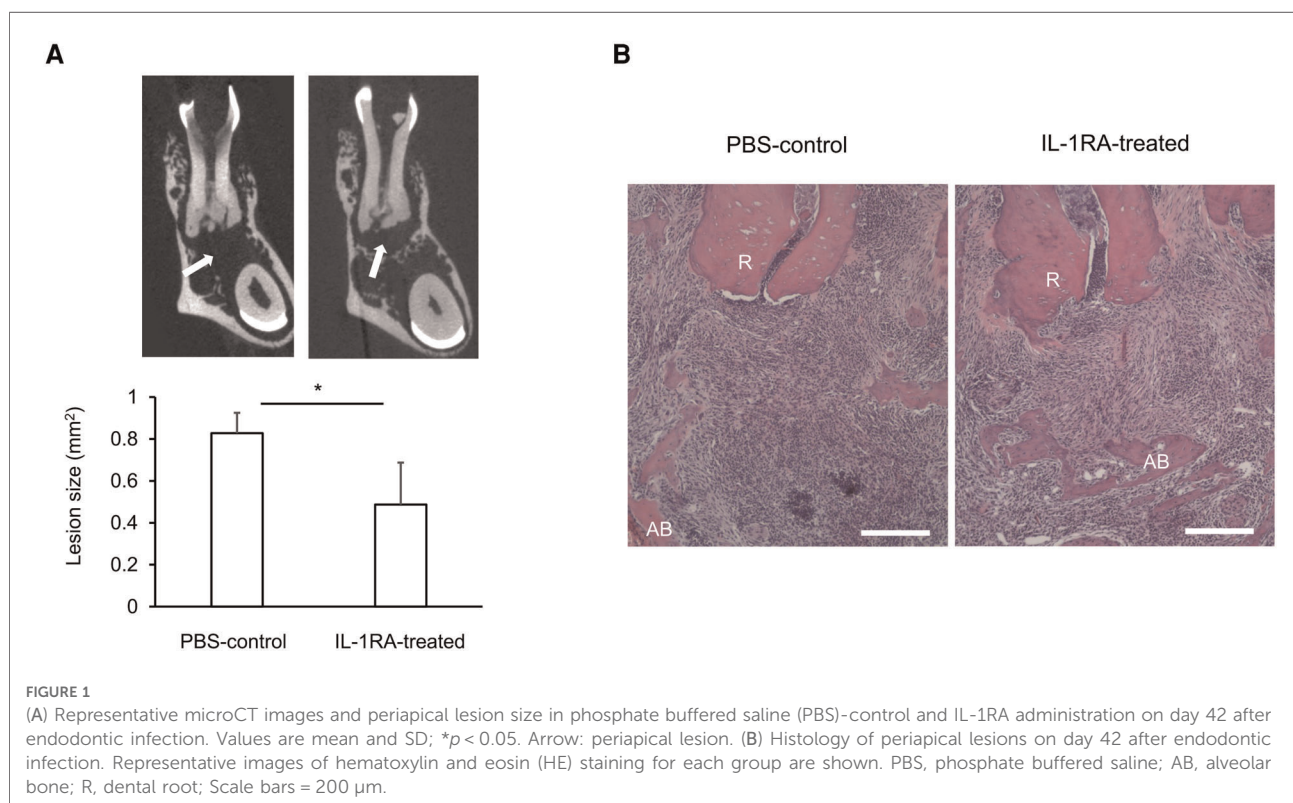 A
B
PBS-control
IL-1RA-treated
R
AB
R
AB
*
Lesion size (mm²)
1
0.8
0.6
0.4
0.2
0
PBS-control
IL-1RA-treated
FIGURE 1
(A) Representative microCT images and periapical lesion size in phosphate buffered saline (PBS)-control and IL-1RA administration on day 42 after
endodontic infection. Values are mean and SD; *p < 0.05. Arrow: periapical lesion. (B) Histology of periapical lesions on day 42 after endodontic
infection. Representative images of hematoxylin and eosin (HE) staining for each group are shown. PBS, phosphate buffered saline; AB, alveolar
bone; R, dental root; Scale bars = 200 μm.